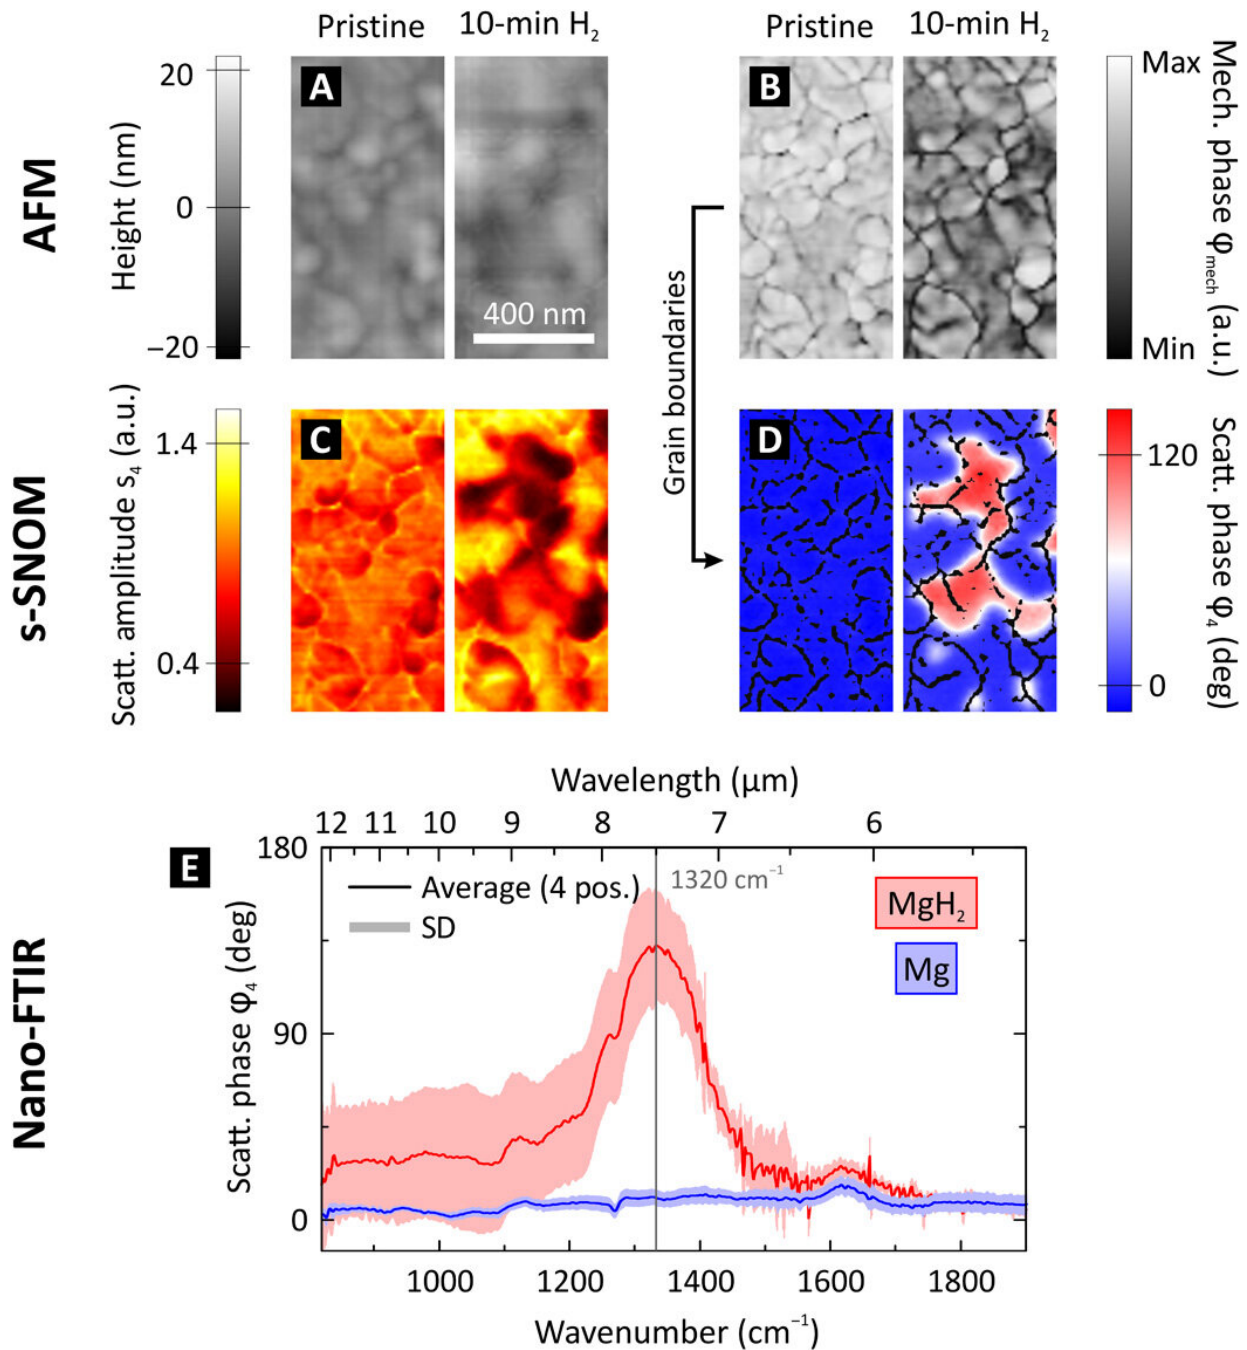 Pristine 10-min H₂
Pristine 10-min H₂
AFM
Height (nm)
20
0
–20
A
400 nm
B
Grain boundaries
Max
Min
Mech. phase φmech (a.u.)
s-SNOM
Scatt. amplitude s₄ (a.u.)
1.4
0.4
C
D
120
0
Scatt. phase φ₄ (deg)
Nano-FTIR
E
Wavelength (µm)
12 11 10 9 8 7 6
Scatt. phase φ₄ (deg)
180
90
0
Average (4 pos.)
SD
1320 cm⁻¹
MgH₂
Mg
1000 1200 1400 1600 1800
Wavenumber (cm⁻¹)